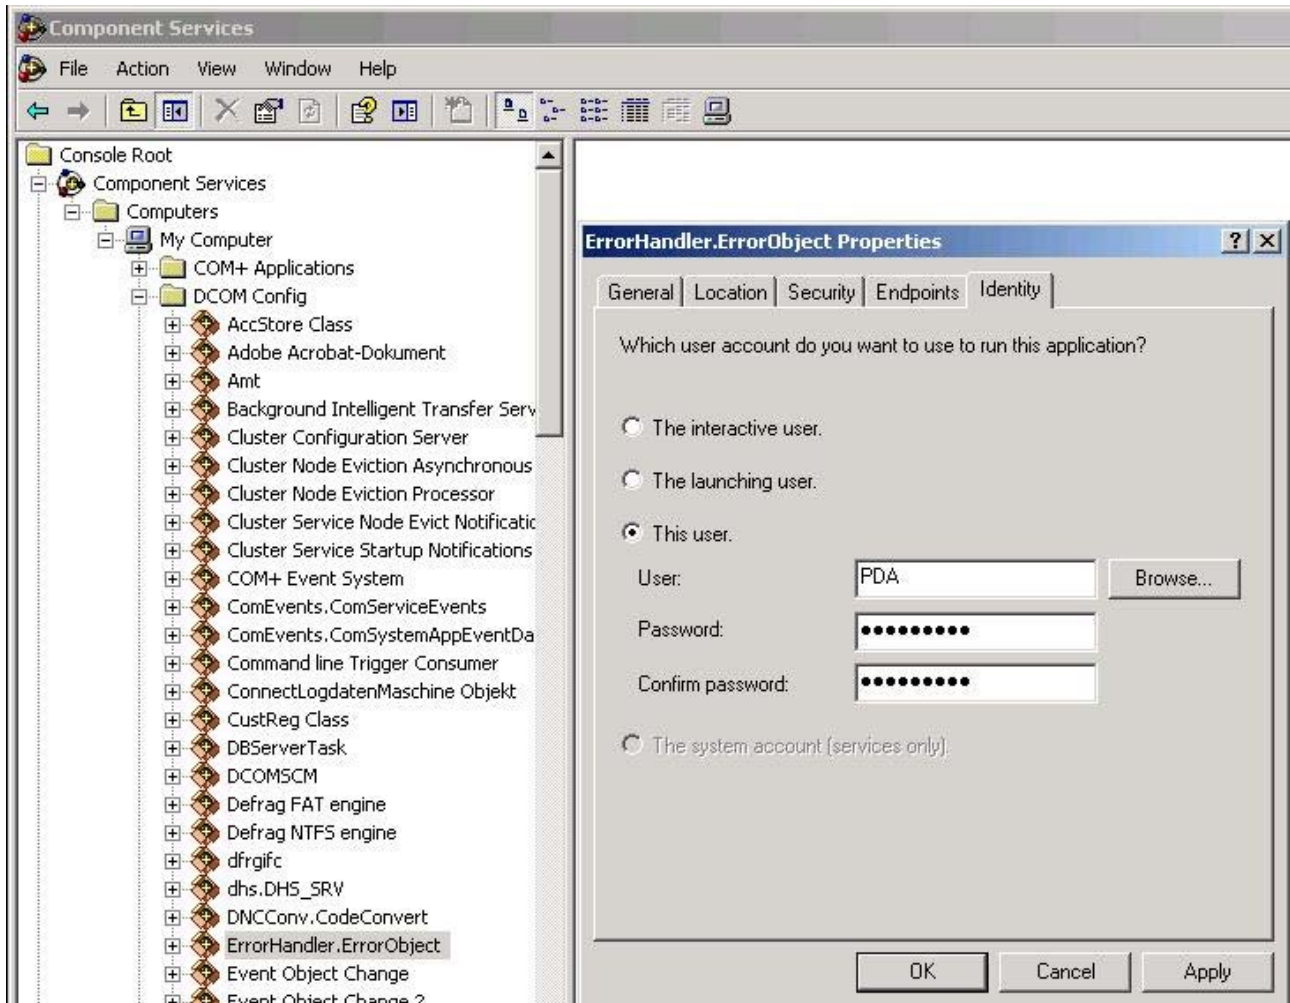 Component Services
File Action View Window Help
Console Root
Component Services
Computers
My Computer
COM+ Applications
DCOM Config
AccStore Class
Adobe Acrobat-Dokument
Amt
Background Intelligent Transfer Serv
Cluster Configuration Server
Cluster Node Eviction Asynchronous
Cluster Node Eviction Processor
Cluster Service Node Evict Notificatic
Cluster Service Startup Notifications
COM+ Event System
ComEvents.ComServiceEvents
ComEvents.ComSystemAppEventDa
Command line Trigger Consumer
ConnectLogdatenMaschine Objekt
CustReg Class
DBServerTask
DCOMSCM
Defrag FAT engine
Defrag NTFS engine
dfrgifc
dhs.DHS_SRV
DNCConv.CodeConvert
ErrorHandler.ErrorObject
Event Object Change
Event Object Change 2
ErrorHandler.ErrorObject Properties
General Location Security Endpoints Identity
Which user account do you want to use to run this application?
The interactive user.
The launching user.
This user.
User: PDA Browse...
Password: ●●●●●●●●●
Confirm password: ●●●●●●●●●
The system account (services only).
OK Cancel Apply